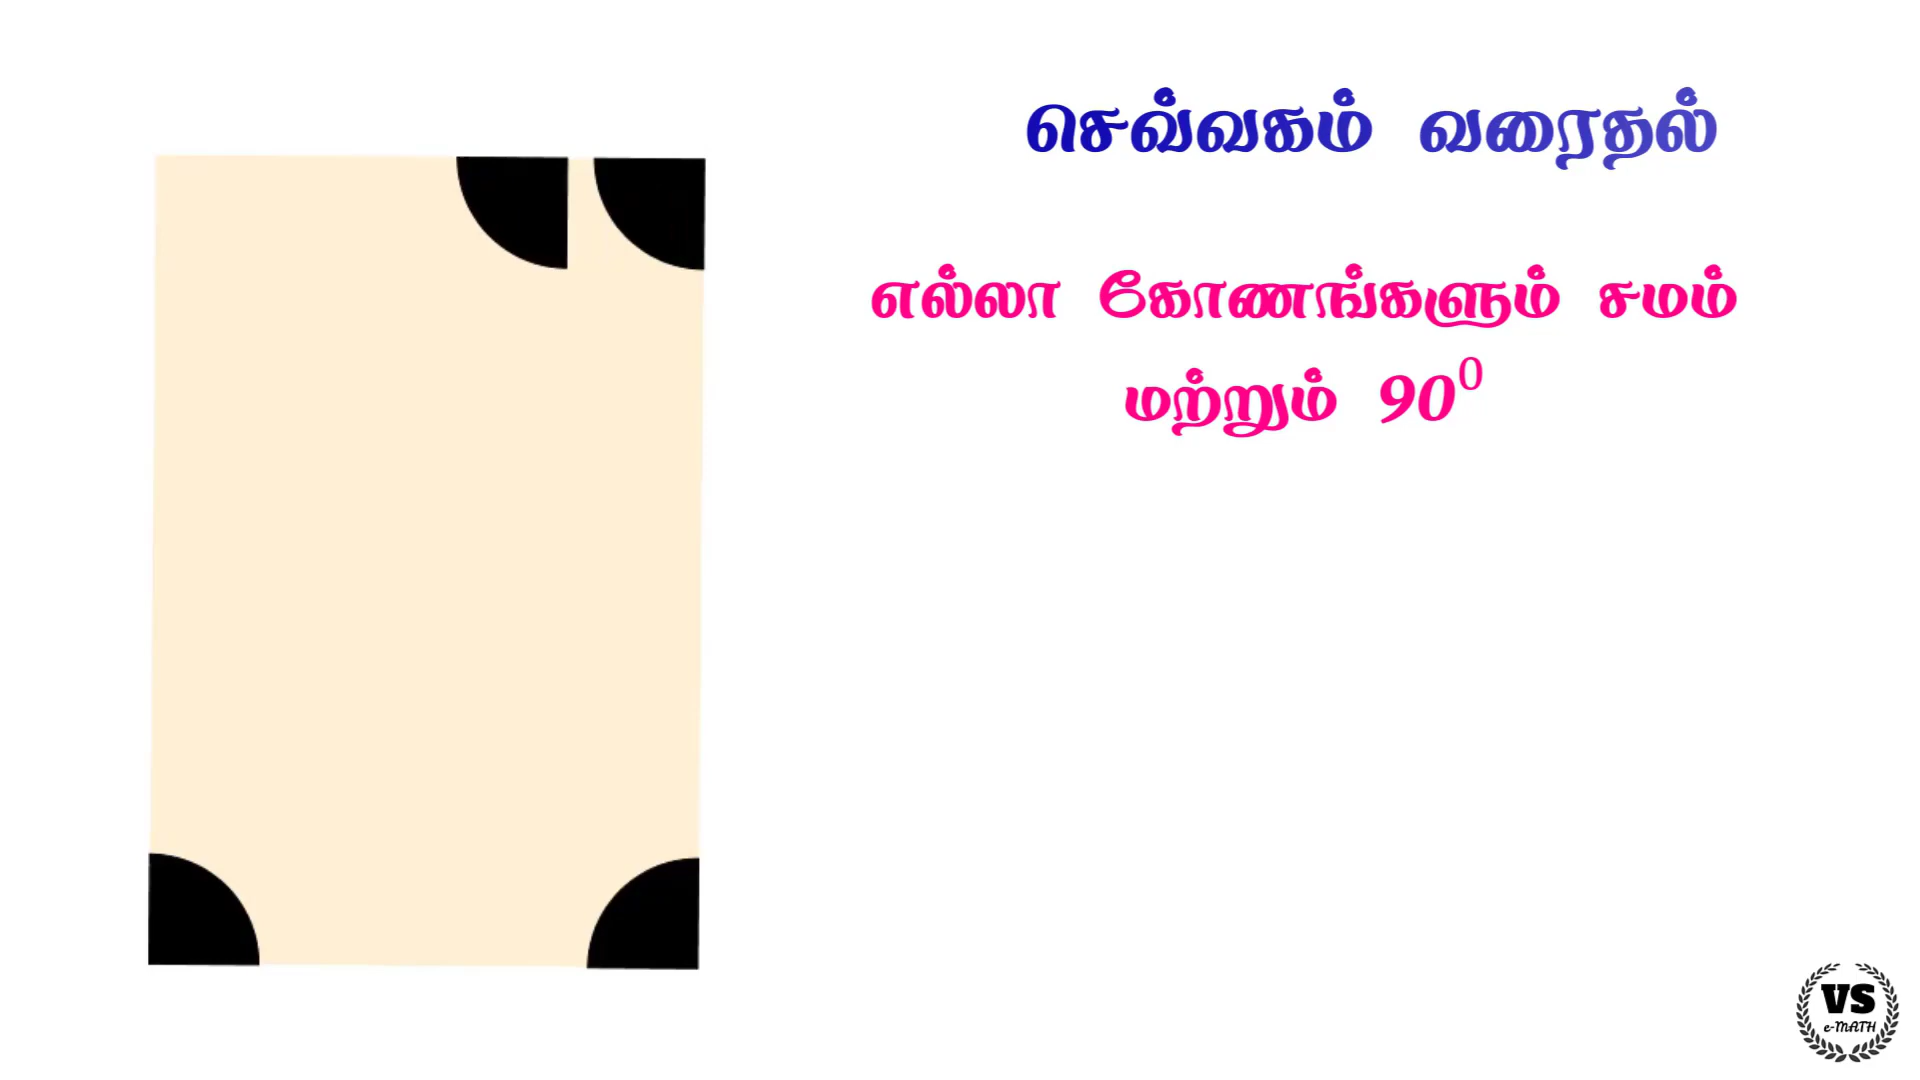 செவ்வகம் வரைதல்
எல்லா கோணங்களும் சமம்
மற்றும் 90⁰
VS
e-MATH